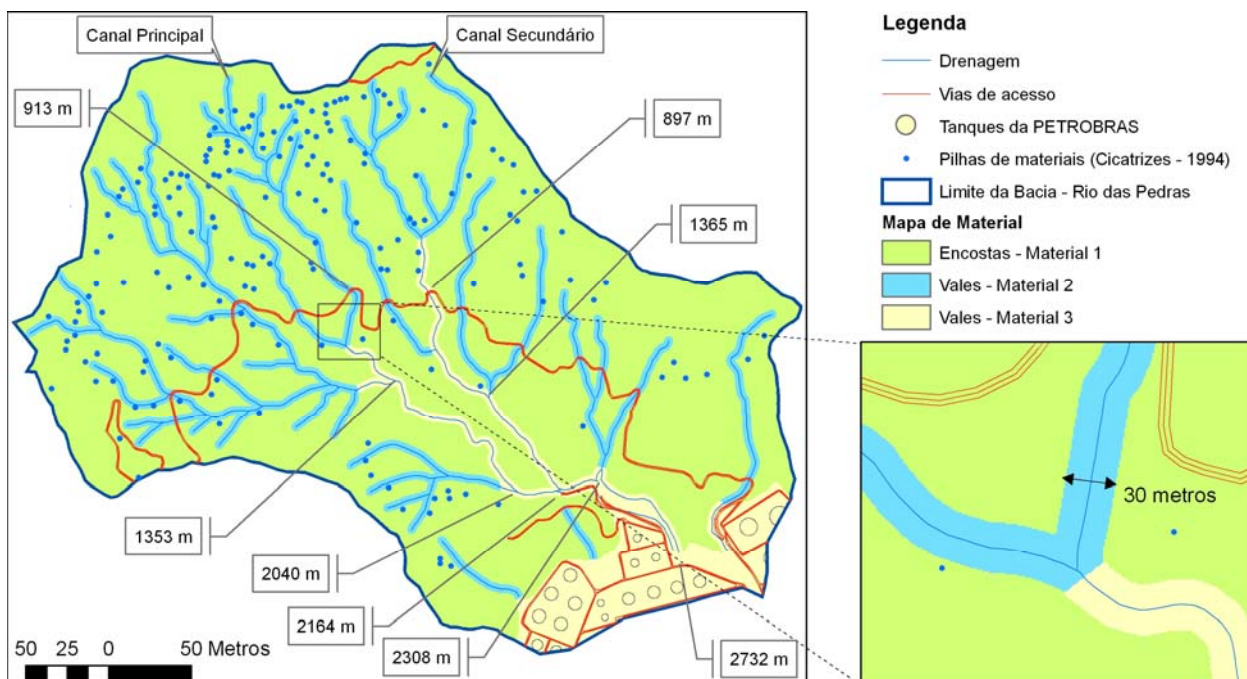 Canal Principal
Canal Secundário
913 m
897 m
1365 m
1353 m
2040 m
2164 m
2308 m
2732 m
50 25 0 50 Metros
Legenda
Drenagem
Vias de acesso
Tanques da PETROBRAS
Pilhas de materiais (Cicatrizes - 1994)
Limite da Bacia - Rio das Pedras
Mapa de Material
Encostas - Material 1
Vales - Material 2
Vales - Material 3
30 metros